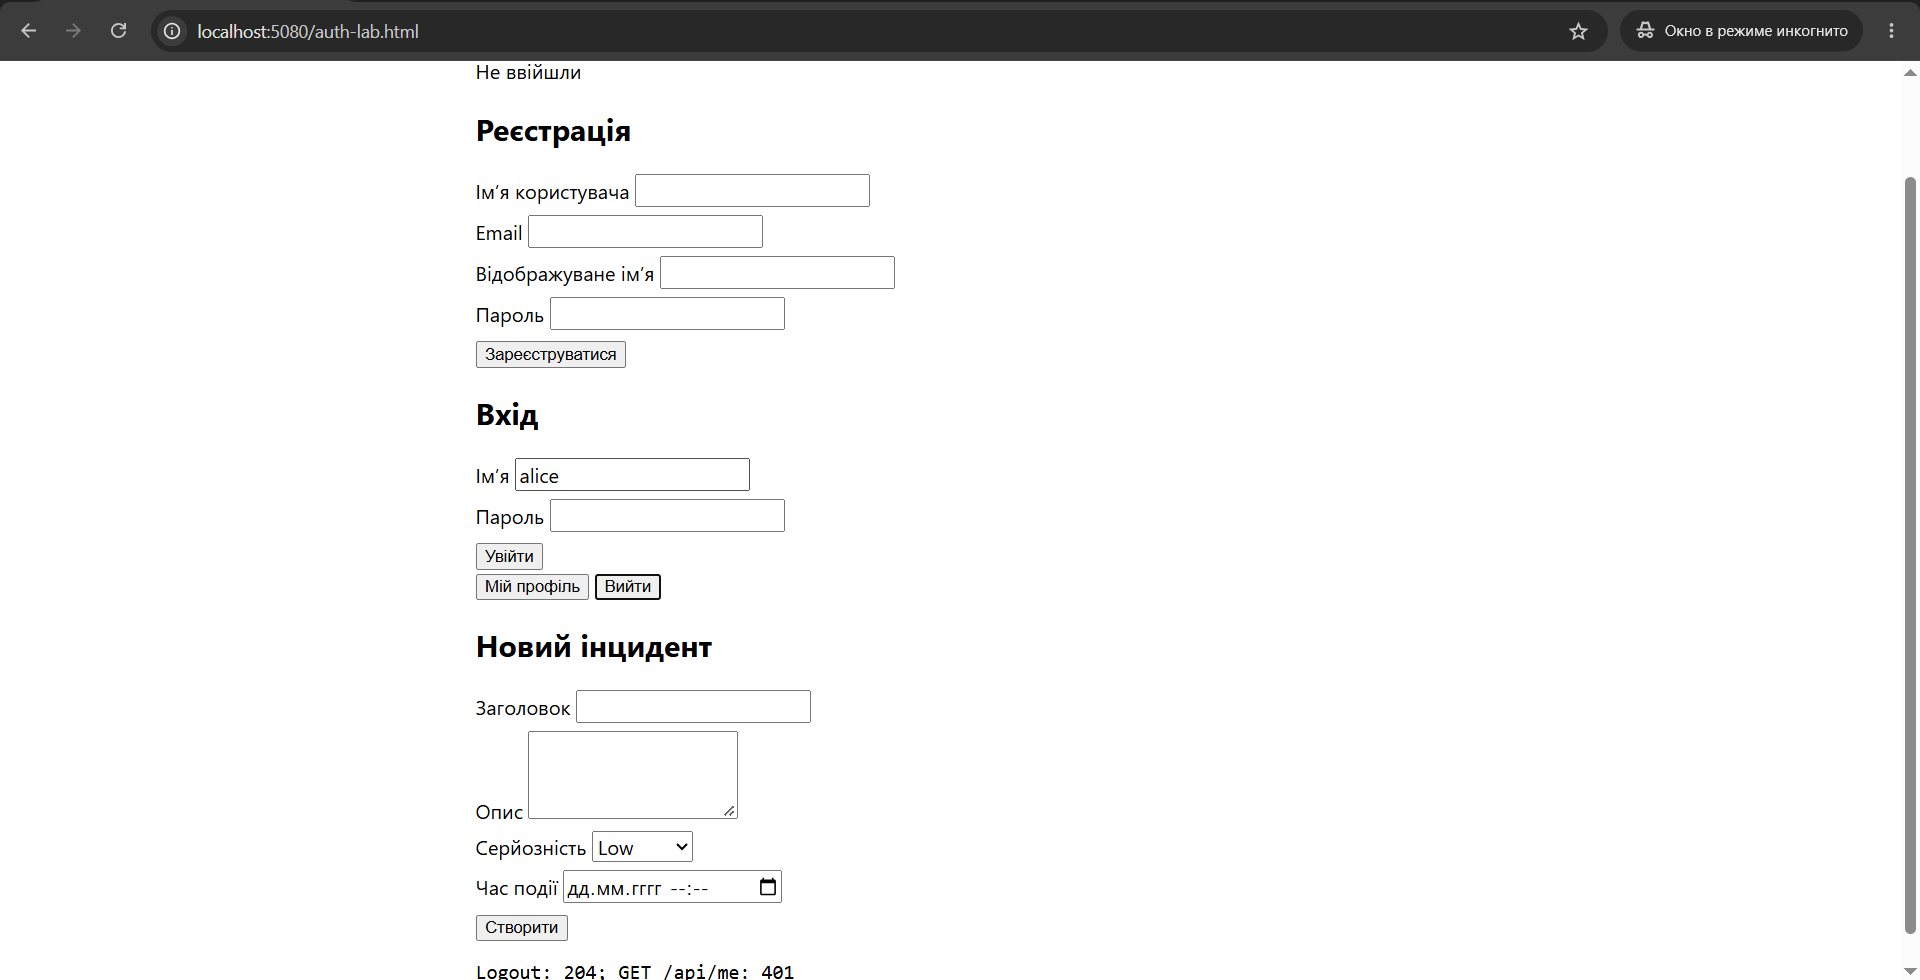 localhost:5080/auth-lab.html
Окно в режиме инкогнито
Не ввійшли
Реєстрація
Ім’я користувача
Email
Відображуване ім’я
Пароль
Зареєструватися
Вхід
Ім’я alice
Пароль
Увійти
Мій профіль Вийти
Новий інцидент
Заголовок
Опис
Серйозність Low
Час події дд.мм.гггг --:--
Створити
Logout: 204; GET /api/me: 401